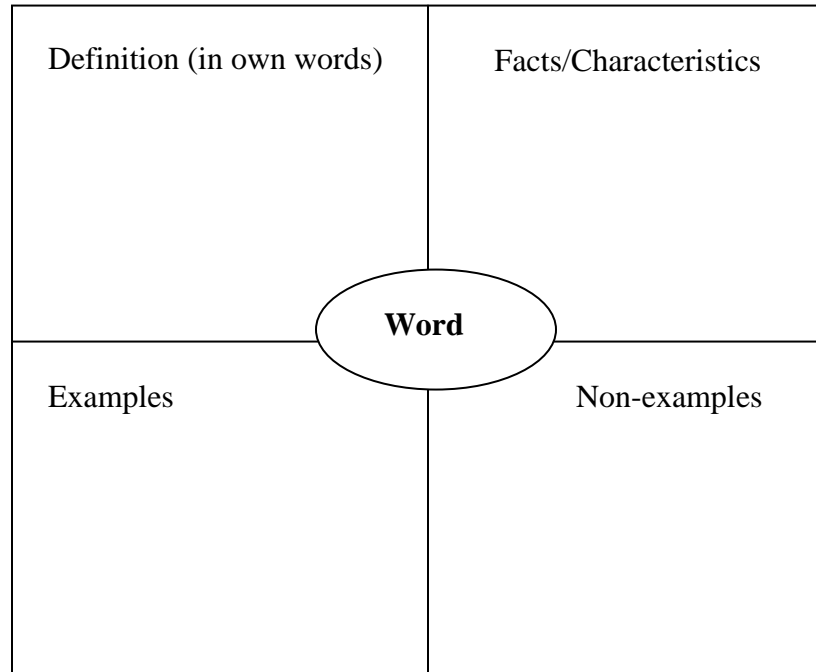 Definition (in own words)
Facts/Characteristics
Word
Examples
Non-examples